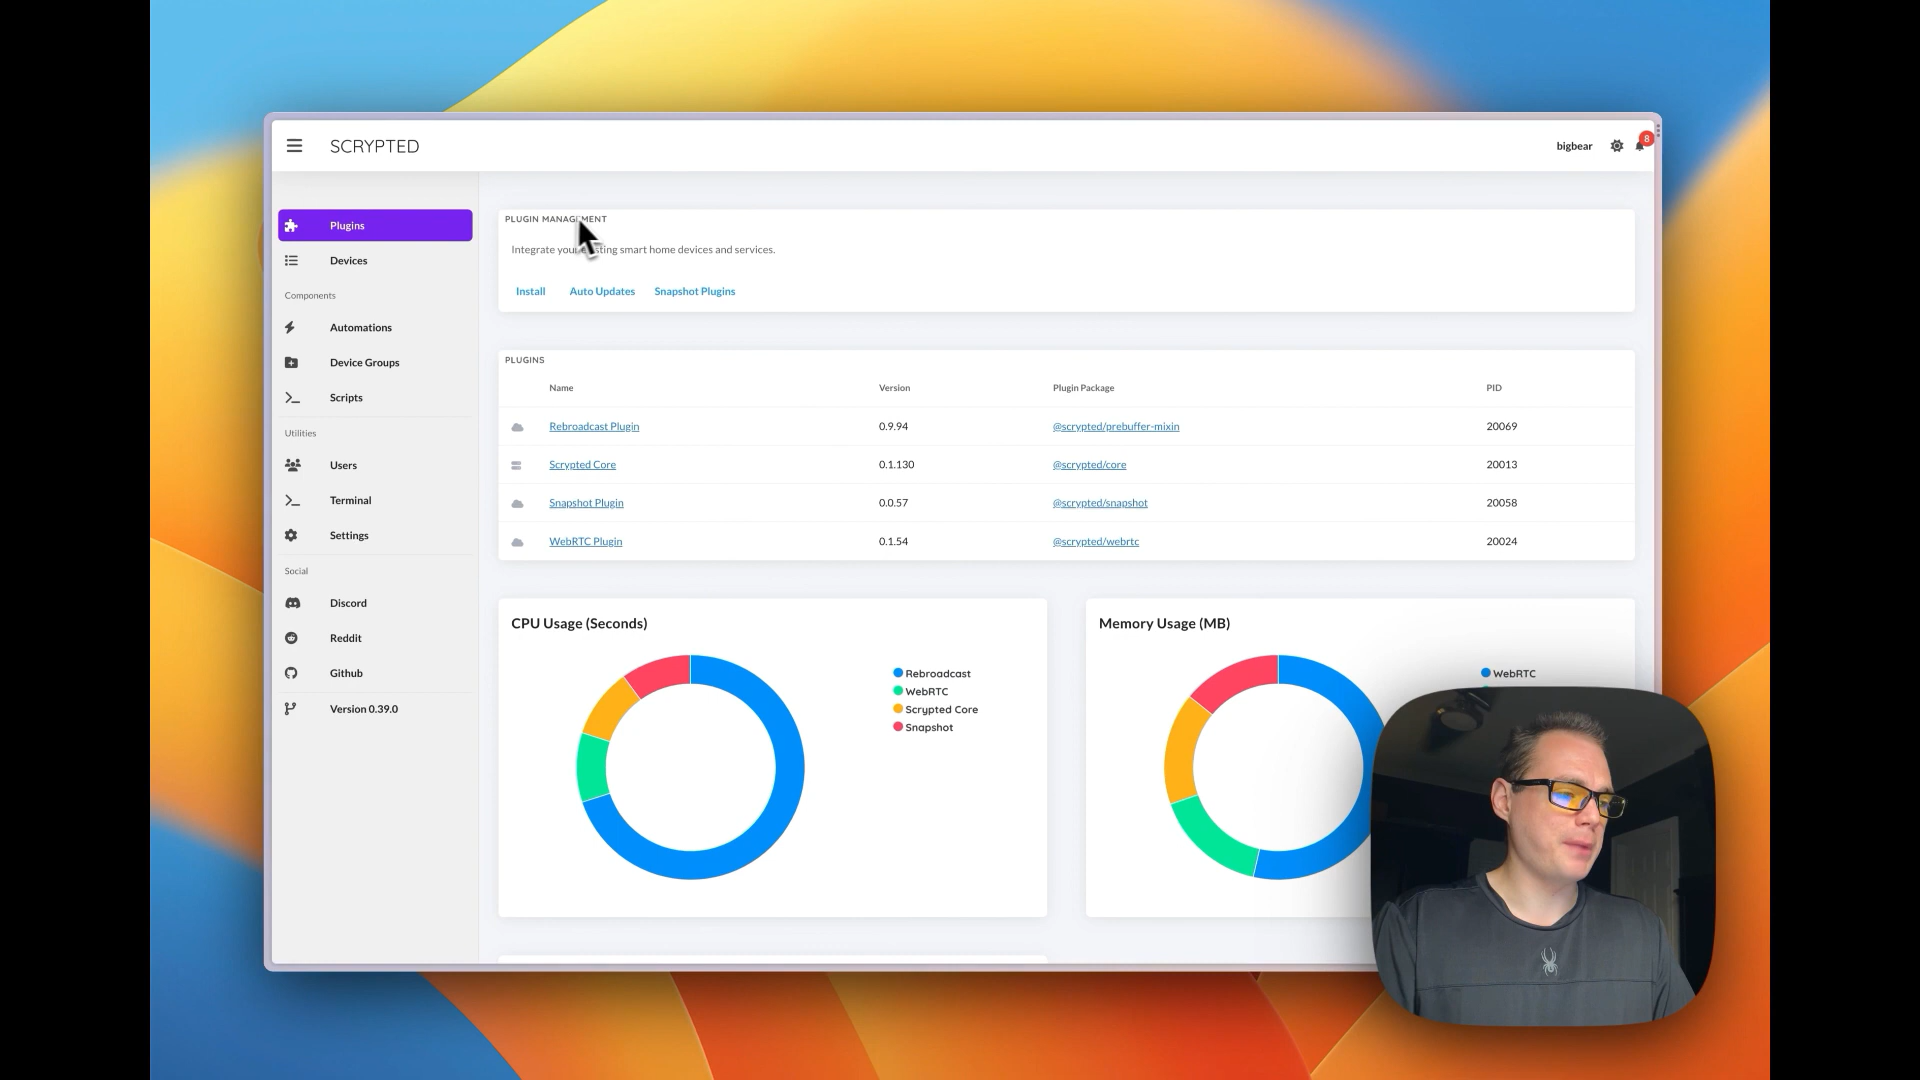 SCRYPTED
bigbear
8
Plugins
Devices
Components
Automations
Device Groups
Scripts
Utilities
Users
Terminal
Settings
Social
Discord
Reddit
Github
Version 0.39.0
PLUGIN MANAGEMENT
Integrate your existing smart home devices and services.
Install Auto Updates Snapshot Plugins
PLUGINS
Name Version Plugin Package PID
Rebroadcast Plugin 0.9.94 @scrypted/prebuffer-mixin 20069
Scrypted Core 0.1.130 @scrypted/core 20013
Snapshot Plugin 0.0.57 @scrypted/snapshot 20058
WebRTC Plugin 0.1.54 @scrypted/webrtc 20024
CPU Usage (Seconds)
Rebroadcast
WebRTC
Scrypted Core
Snapshot
Memory Usage (MB)
WebRTC